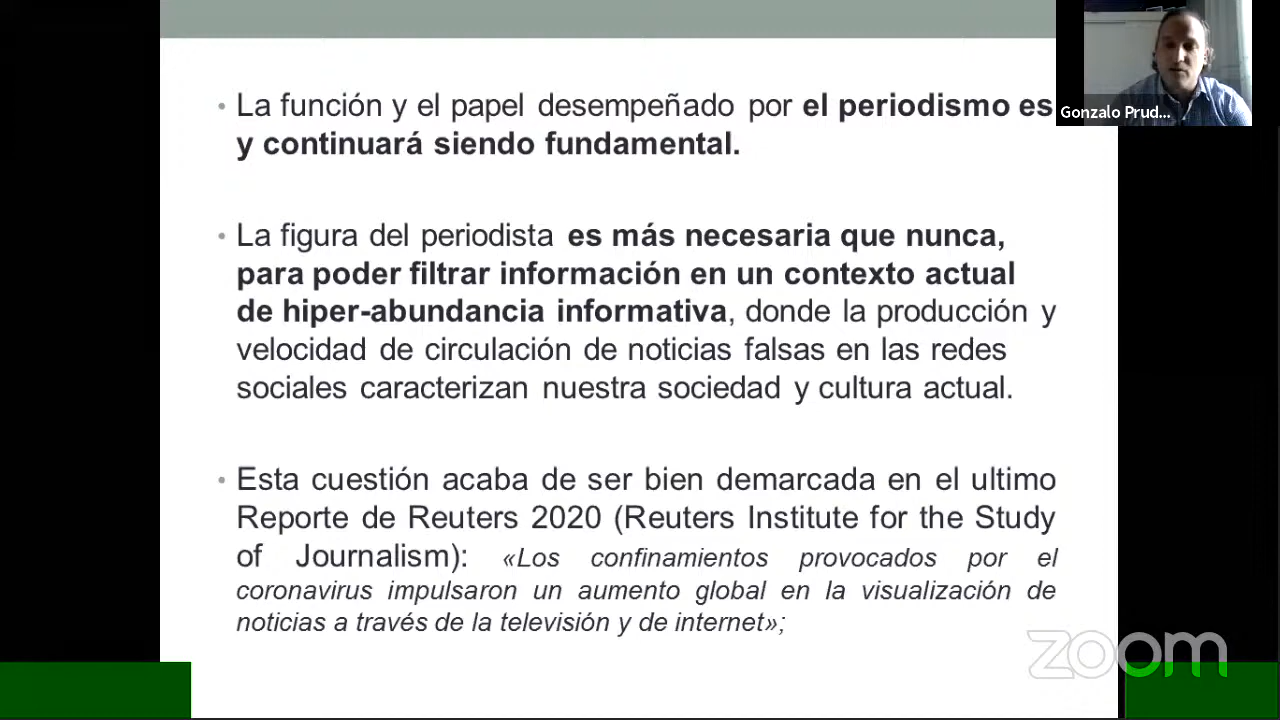 • La función y el papel desempeñado por el periodismo es
y continuará siendo fundamental.
• La figura del periodista es más necesaria que nunca,
para poder filtrar información en un contexto actual
de hiper-abundancia informativa, donde la producción y
velocidad de circulación de noticias falsas en las redes
sociales caracterizan nuestra sociedad y cultura actual.
• Esta cuestión acaba de ser bien demarcada en el ultimo
Reporte de Reuters 2020 (Reuters Institute for the Study
of Journalism): «Los confinamientos provocados por el
coronavirus impulsaron un aumento global en la visualización de
noticias a través de la televisión y de internet»;
Gonzalo Prud...
zoom